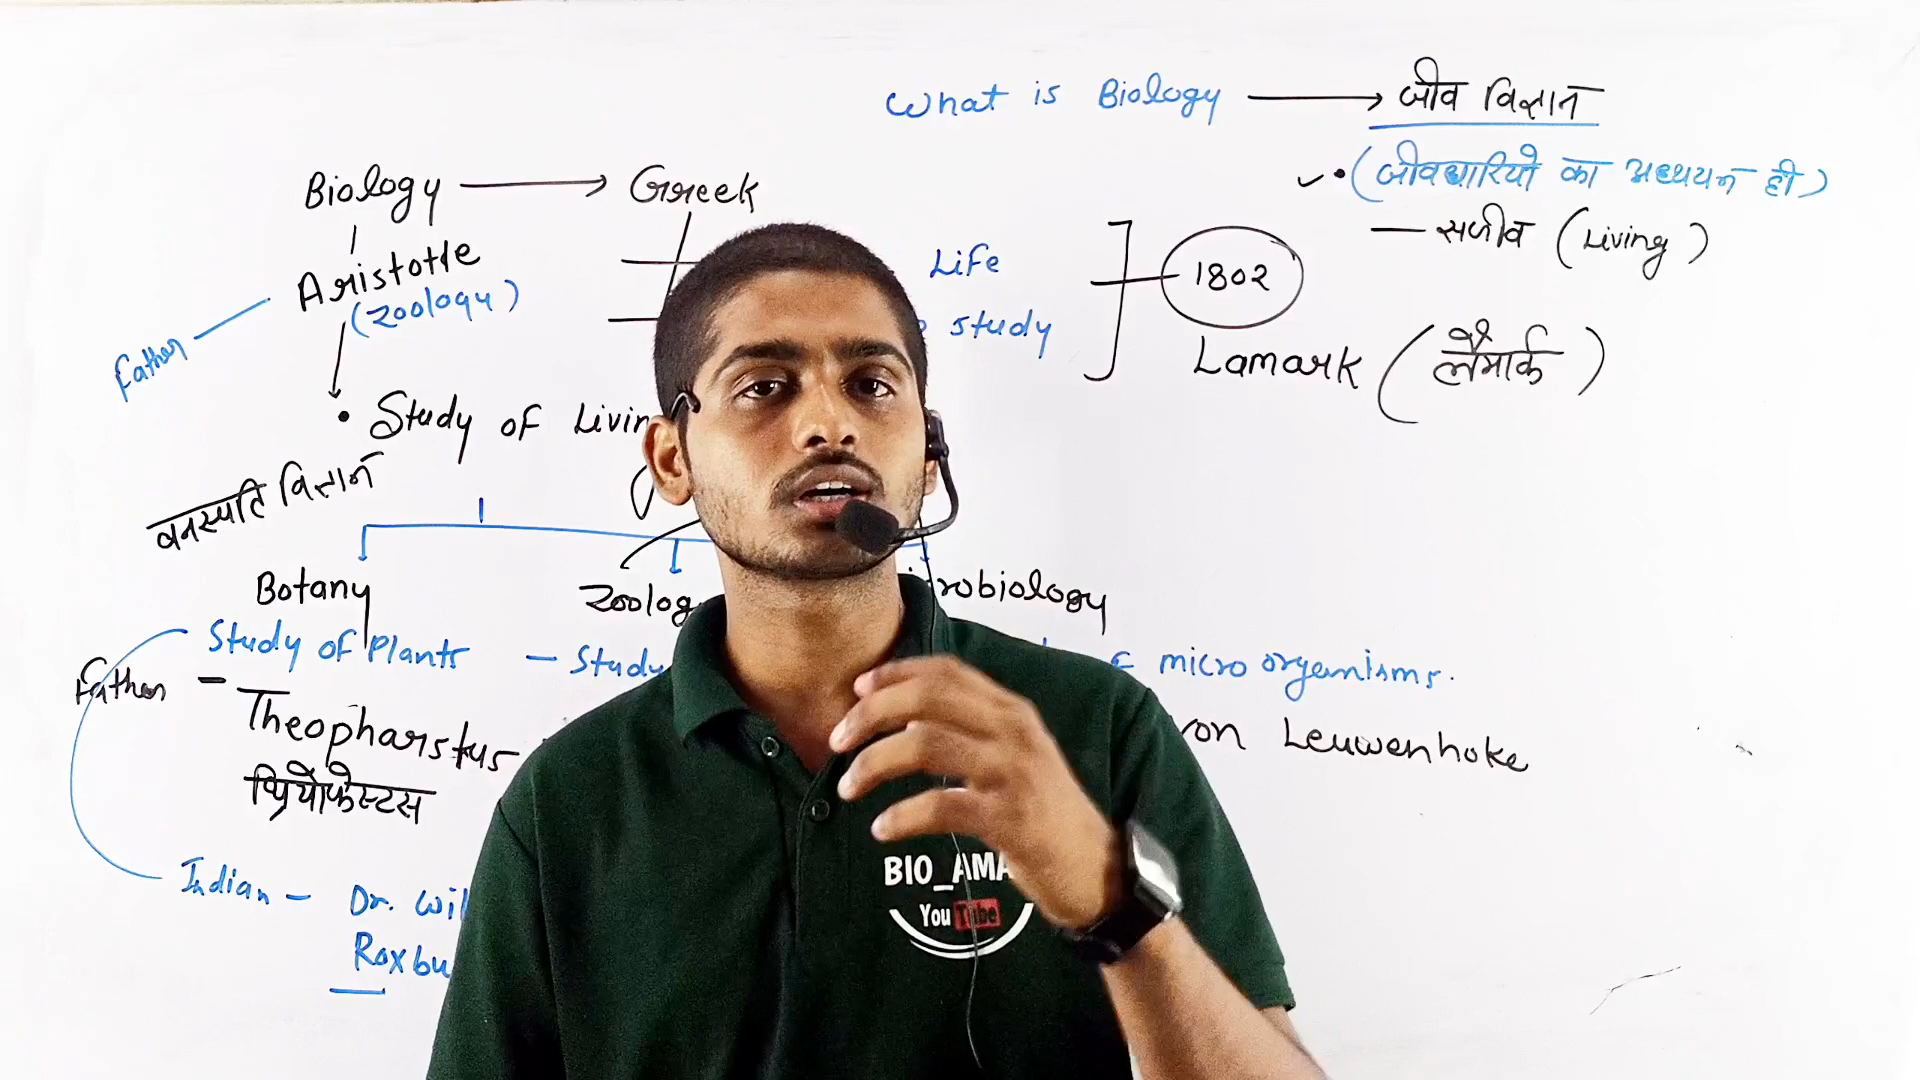 What is Biology → जीव विज्ञान
• (जीवधारियो का अध्ययन ही)
— सजीव (Living)
Biology → Greek
Aristotle
(Zoology)
Father
Life
study
1802
Lamark (लैमार्क)
• Study of Livin
वनस्पति विज्ञान
Botany
Zoolog
robiology
Study of Plants
— Study
micro organisms.
Father — Theopharstus
थ्रियोफेस्टस
on Leuwenhoke
Indian — Dr. Wil
Roxbu
BIO_AMA
YouTube